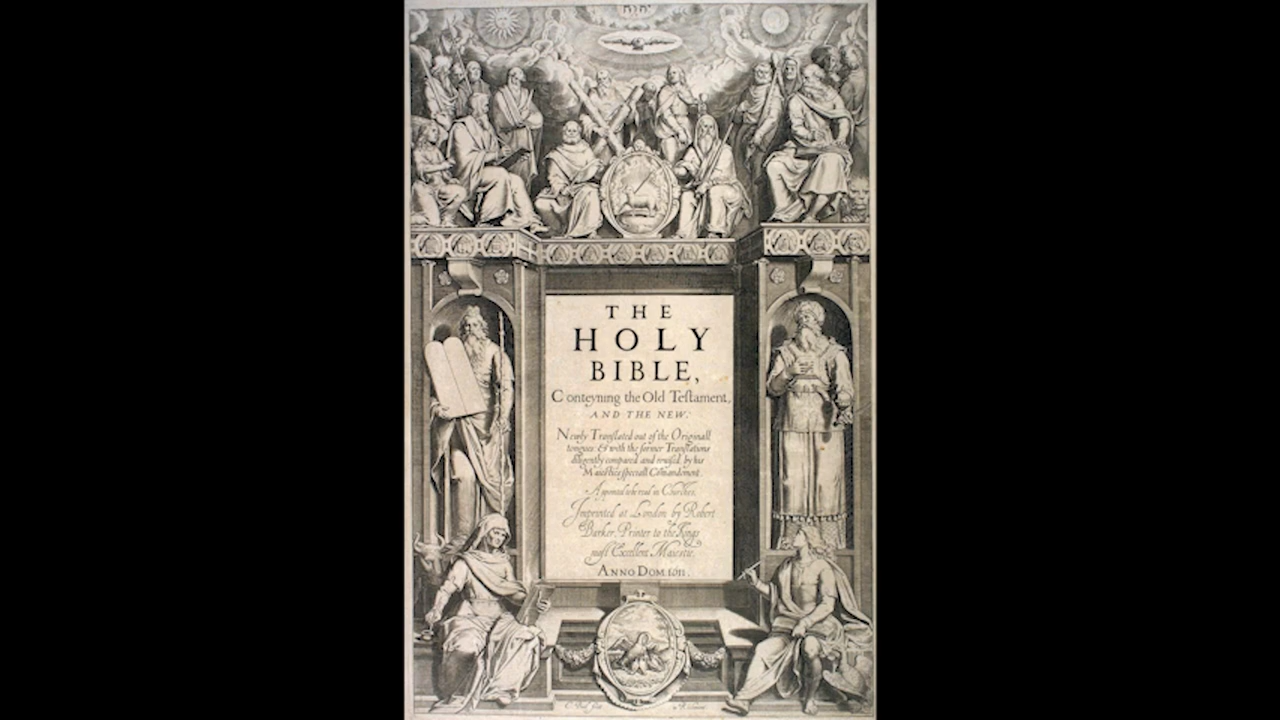 יהוה
THE
HOLY
BIBLE,
Conteyning the Old Teſtament,
AND THE NEW:
Newly Tranſlated out of the Originall
tongues: & with the former Tranſlations
diligently compared and reuiſed, by his
Maieſties ſpeciall Comandement.
Appointed to be read in Churches.
Imprinted at London by Robert
Barker, Printer to the Kings
moſt Excellent Maieſtie.
ANNO DOM. 1611.